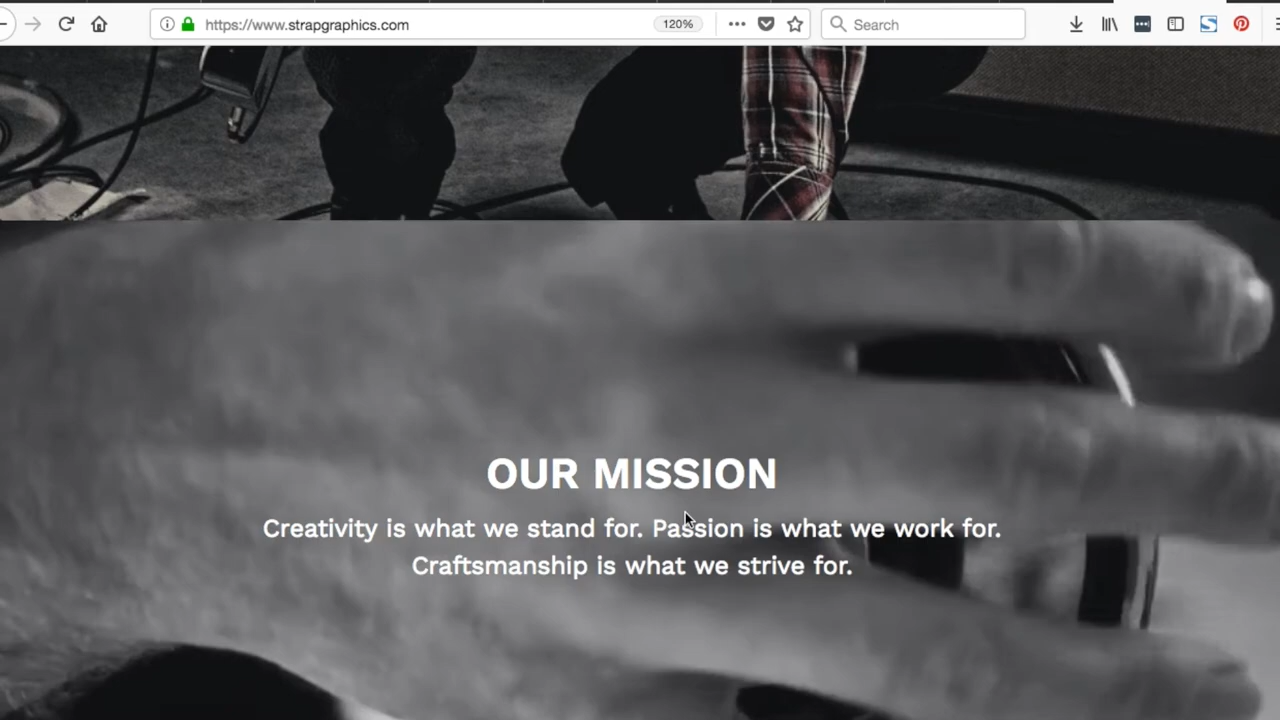 https://www.strapgraphics.com
120%
Search
OUR MISSION
Creativity is what we stand for. Passion is what we work for.
Craftsmanship is what we strive for.